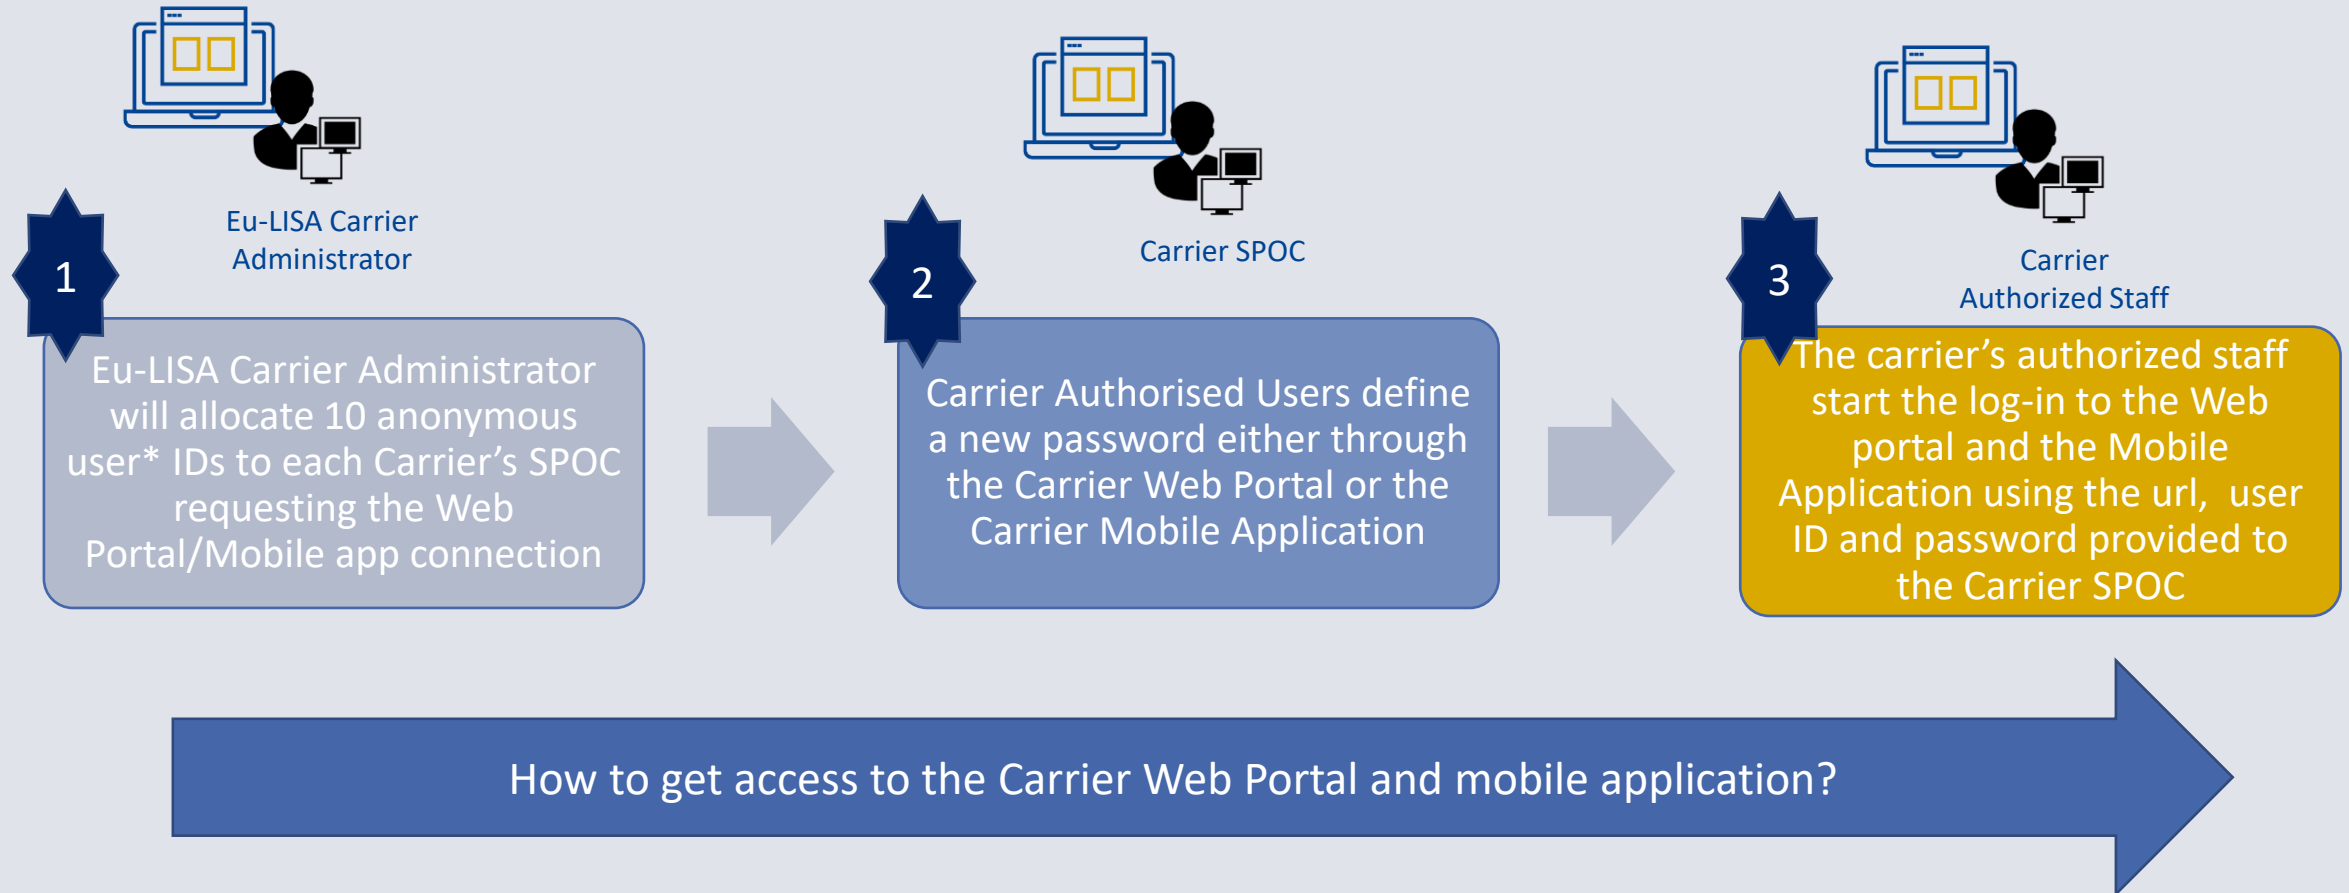 Eu-LISA Carrier
Administrator
1
Eu-LISA Carrier Administrator
will allocate 10 anonymous
user* IDs to each Carrier’s SPOC
requesting the Web
Portal/Mobile app connection
Carrier SPOC
2
Carrier Authorised Users define
a new password either through
the Carrier Web Portal or the
Carrier Mobile Application
Carrier
Authorized Staff
3
The carrier’s authorized staff
start the log-in to the Web
portal and the Mobile
Application using the url, user
ID and password provided to
the Carrier SPOC
How to get access to the Carrier Web Portal and mobile application?